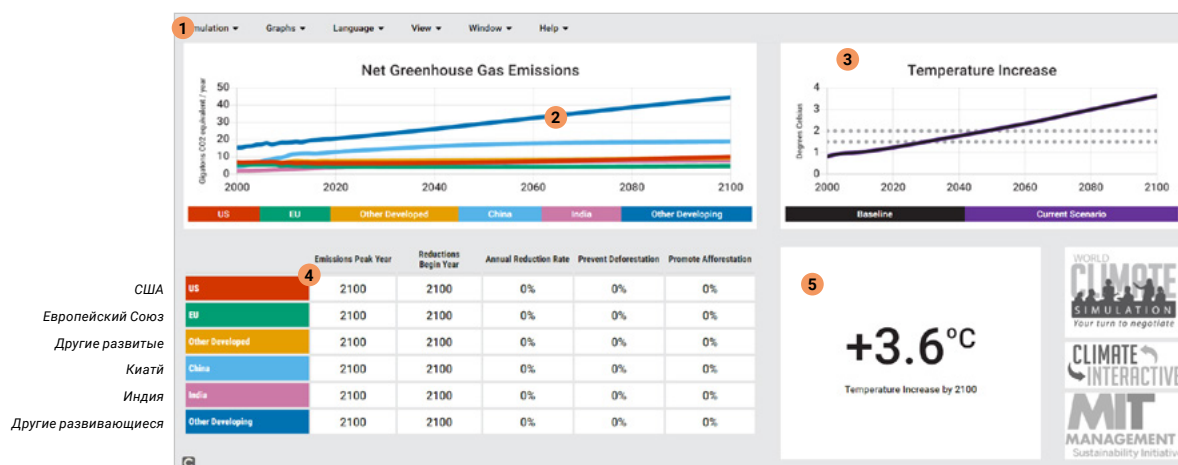 1 mulation Graphs Language View Window Help
Net Greenhouse Gas Emissions
Gigatons CO2 equivalent / year
50
40
30
20
10
0
2000 2020 2040 2060 2080 2100
2
US EU Other Developed China India Other Developing
3
Temperature Increase
Degrees Celsius
4
3
2
1
0
2000 2020 2040 2060 2080 2100
Baseline Current Scenario
Emissions Peak Year Reductions Begin Year Annual Reduction Rate Prevent Deforestation Promote Afforestation
4
США US 2100 2100 0% 0% 0%
Европейский Союз EU 2100 2100 0% 0% 0%
Другие развитые Other Developed 2100 2100 0% 0% 0%
Киатй China 2100 2100 0% 0% 0%
Индия India 2100 2100 0% 0% 0%
Другие развивающиеся Other Developing 2100 2100 0% 0% 0%
5
+3.6°C
Temperature Increase by 2100
WORLD
CLIMATE
SIMULATION
Your turn to negotiate
CLIMATE
INTERACTIVE
MIT
MANAGEMENT
Sustainability Initiative